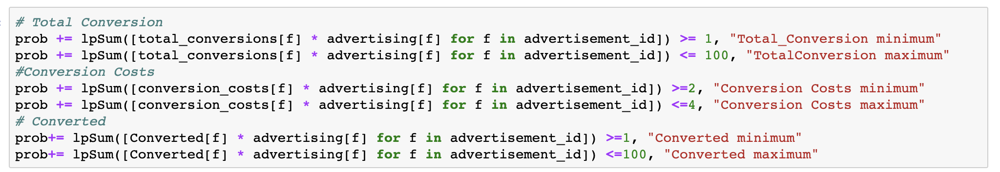 # Total Conversion
prob += lpSum([total_conversions[f] * advertising[f] for f in advertisement_id]) >= 1, "Total_Conversion minimum"
prob += lpSum([total_conversions[f] * advertising[f] for f in advertisement_id]) <= 100, "TotalConversion maximum"
#Conversion Costs
prob += lpSum([conversion_costs[f] * advertising[f] for f in advertisement_id]) >=2, "Conversion Costs minimum"
prob += lpSum([conversion_costs[f] * advertising[f] for f in advertisement_id]) <=4, "Conversion Costs maximum"
# Converted
prob+= lpSum([Converted[f] * advertising[f] for f in advertisement_id]) >=1, "Converted minimum"
prob+= lpSum([Converted[f] * advertising[f] for f in advertisement_id]) <=100, "Converted maximum"